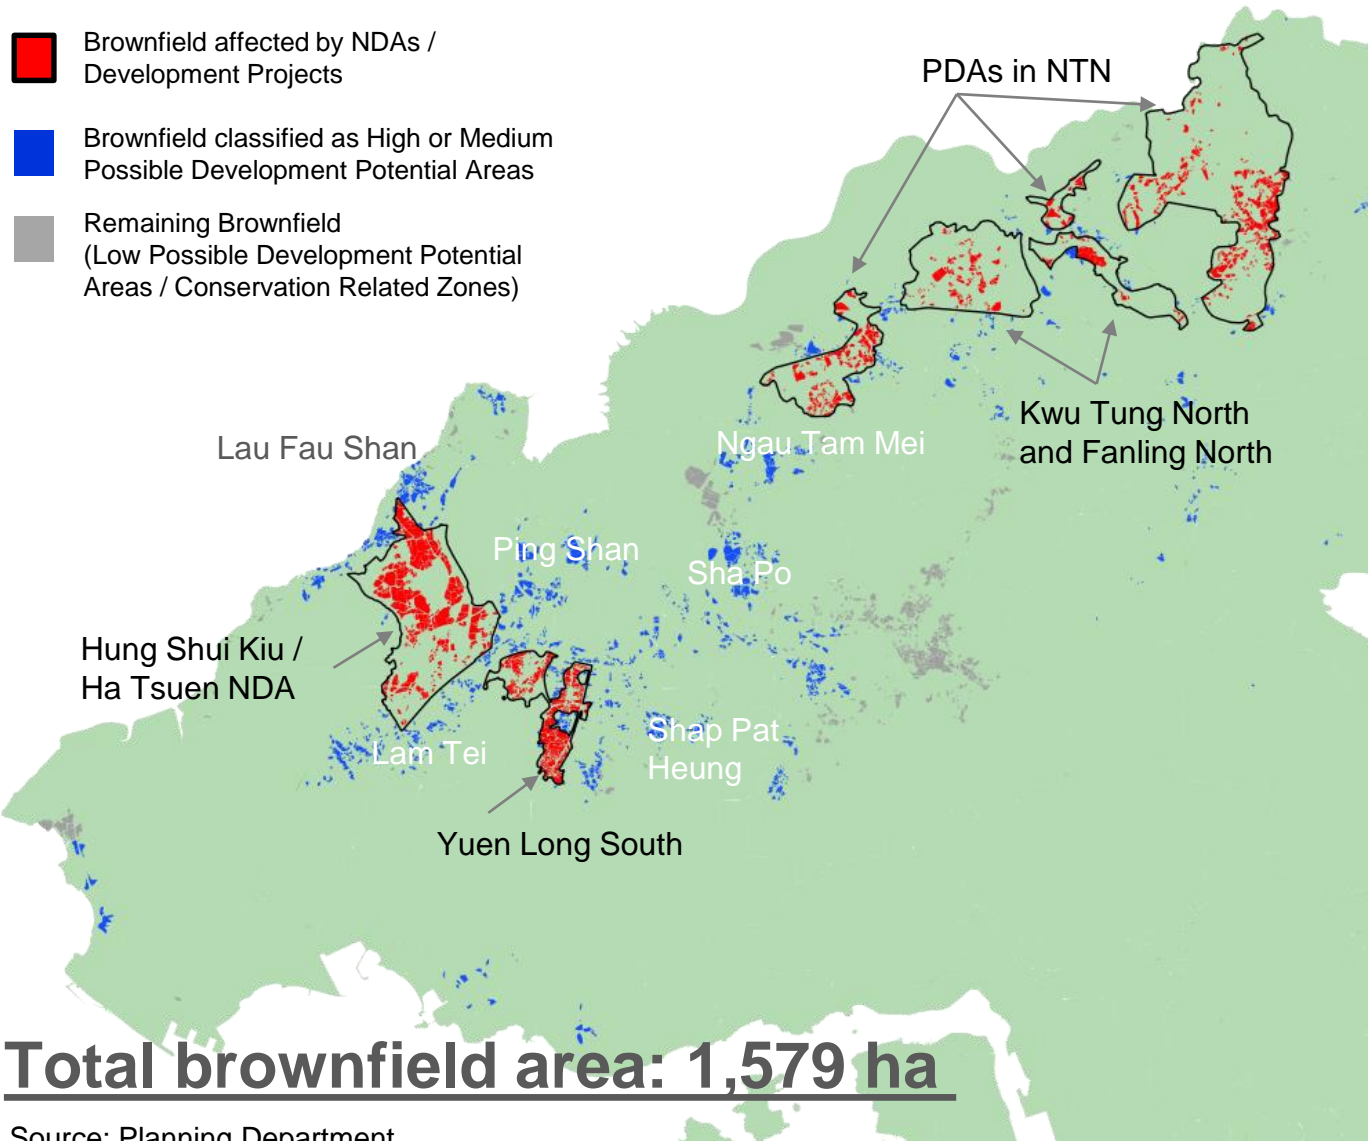 Brownfield affected by NDAs /
Development Projects
Brownfield classified as High or Medium
Possible Development Potential Areas
Remaining Brownfield
(Low Possible Development Potential
Areas / Conservation Related Zones)
PDAs in NTN
Kwu Tung North
and Fanling North
Lau Fau Shan
Ngau Tam Mei
Ping Shan
Sha Po
Hung Shui Kiu /
Ha Tsuen NDA
Lam Tei
Shap Pat
Heung
Yuen Long South
Total brownfield area: 1,579 ha
Source: Planning Department